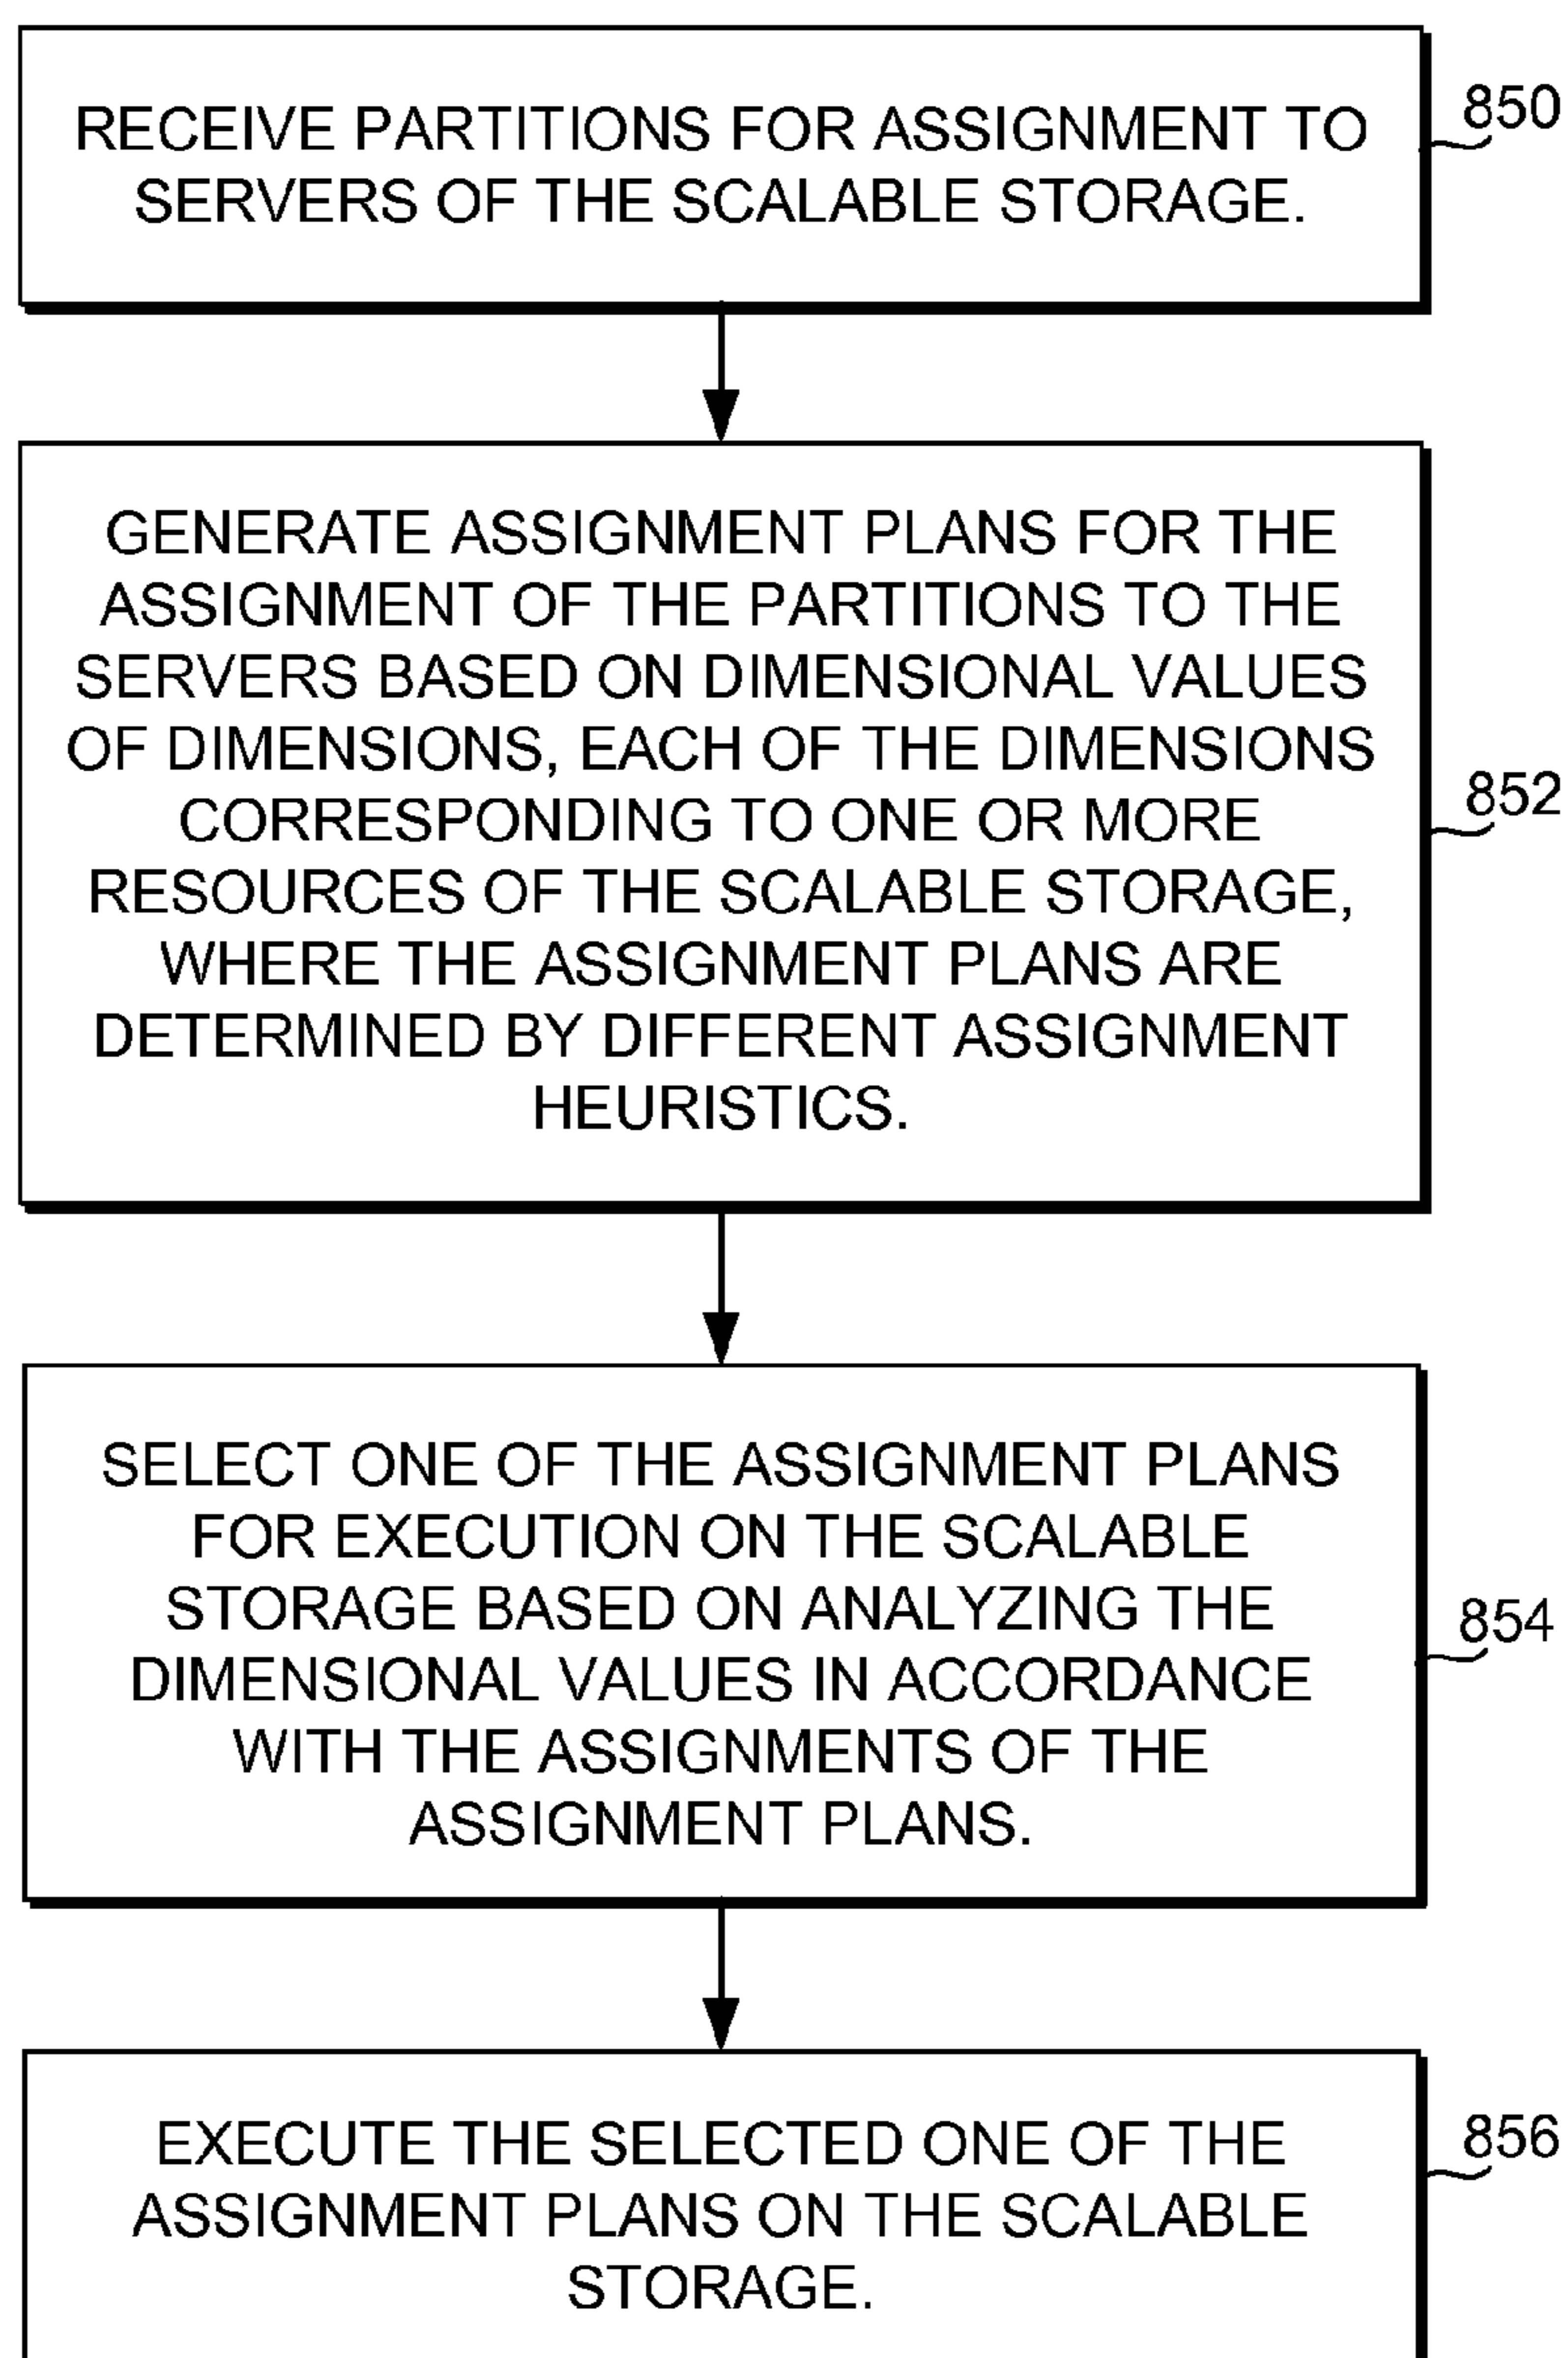 RECEIVE PARTITIONS FOR ASSIGNMENT TO
SERVERS OF THE SCALABLE STORAGE.
850
GENERATE ASSIGNMENT PLANS FOR THE
ASSIGNMENT OF THE PARTITIONS TO THE
SERVERS BASED ON DIMENSIONAL VALUES
OF DIMENSIONS, EACH OF THE DIMENSIONS
CORRESPONDING TO ONE OR MORE
RESOURCES OF THE SCALABLE STORAGE,
WHERE THE ASSIGNMENT PLANS ARE
DETERMINED BY DIFFERENT ASSIGNMENT
HEURISTICS.
852
SELECT ONE OF THE ASSIGNMENT PLANS
FOR EXECUTION ON THE SCALABLE
STORAGE BASED ON ANALYZING THE
DIMENSIONAL VALUES IN ACCORDANCE
WITH THE ASSIGNMENTS OF THE
ASSIGNMENT PLANS.
854
EXECUTE THE SELECTED ONE OF THE
ASSIGNMENT PLANS ON THE SCALABLE
STORAGE.
856